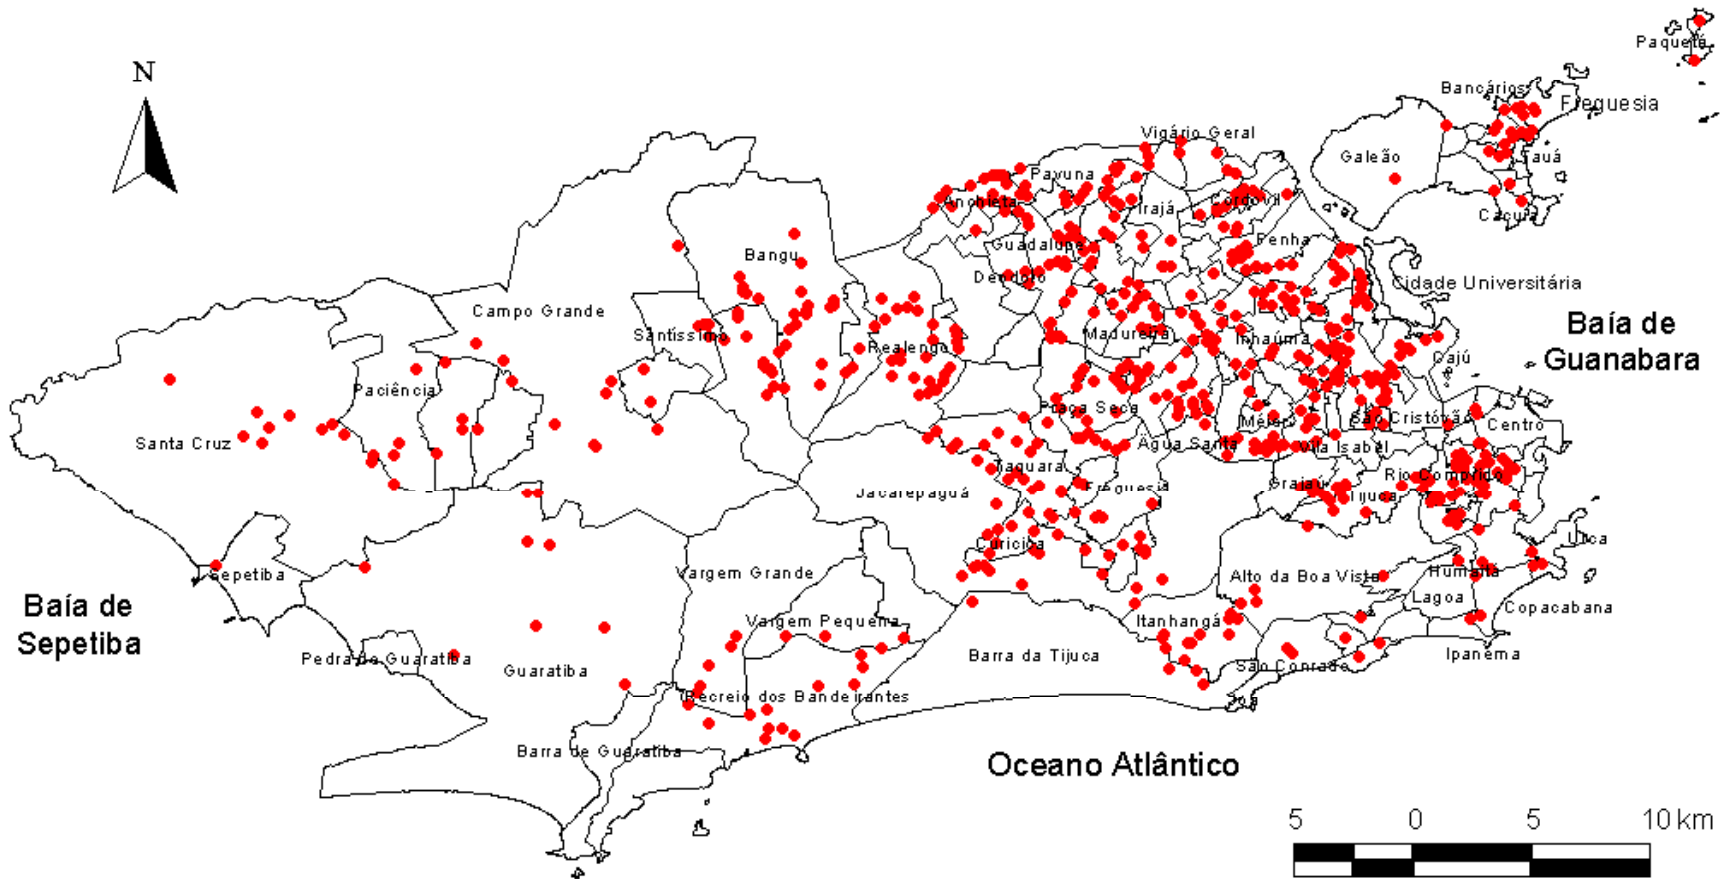 Paquetá
Bancários
Freguesia
N
Vigário Geral
Galeão
Tauá
Pavuna
Anchieta
Irajá
Cordovil
Cacuia
Guadalupe
Penha
Bangu
Deodoro
Cidade Universitária
Campo Grande
Baía de
Guanabara
Santíssimo
Realengo
Madureira
Inhaúma
Cajú
Paciência
Praça Seca
Méier
São Cristóvão
Centro
Santa Cruz
Água Santa
Vila Isabel
Taquara
Rio Comprido
Jacarepaguá
Freguesia
Grajaú
Tijuca
Curicica
Urca
Sepetiba
Vargem Grande
Alto da Boa Vista
Humaitá
Baía de
Sepetiba
Lagoa
Copacabana
Vargem Pequena
Itanhangá
Pedra de Guaratiba
Guaratiba
Barra da Tijuca
São Conrado
Ipanema
Recreio dos Bandeirantes
Joá
Barra de Guaratiba
Oceano Atlântico
5 0 5 10 km